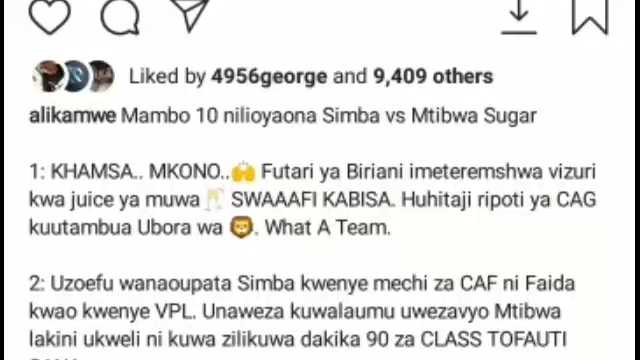 Liked by 4956george and 9,409 others
alikamwe Mambo 10 nilioyaona Simba vs Mtibwa Sugar
1: KHAMSA.. MKONO..🙌 Futari ya Biriani imeteremshwa vizuri
kwa juice ya muwa🥂 SWAAAFI KABISA. Huhitaji ripoti ya CAG
kuutambua Ubora wa 🦁. What A Team.
2: Uzoefu wanaoupata Simba kwenye mechi za CAF ni Faida
kwao kwenye VPL. Unaweza kuwalaumu uwezavyo Mtibwa
lakini ukweli ni kuwa zilikuwa dakika 90 za CLASS TOFAUTI